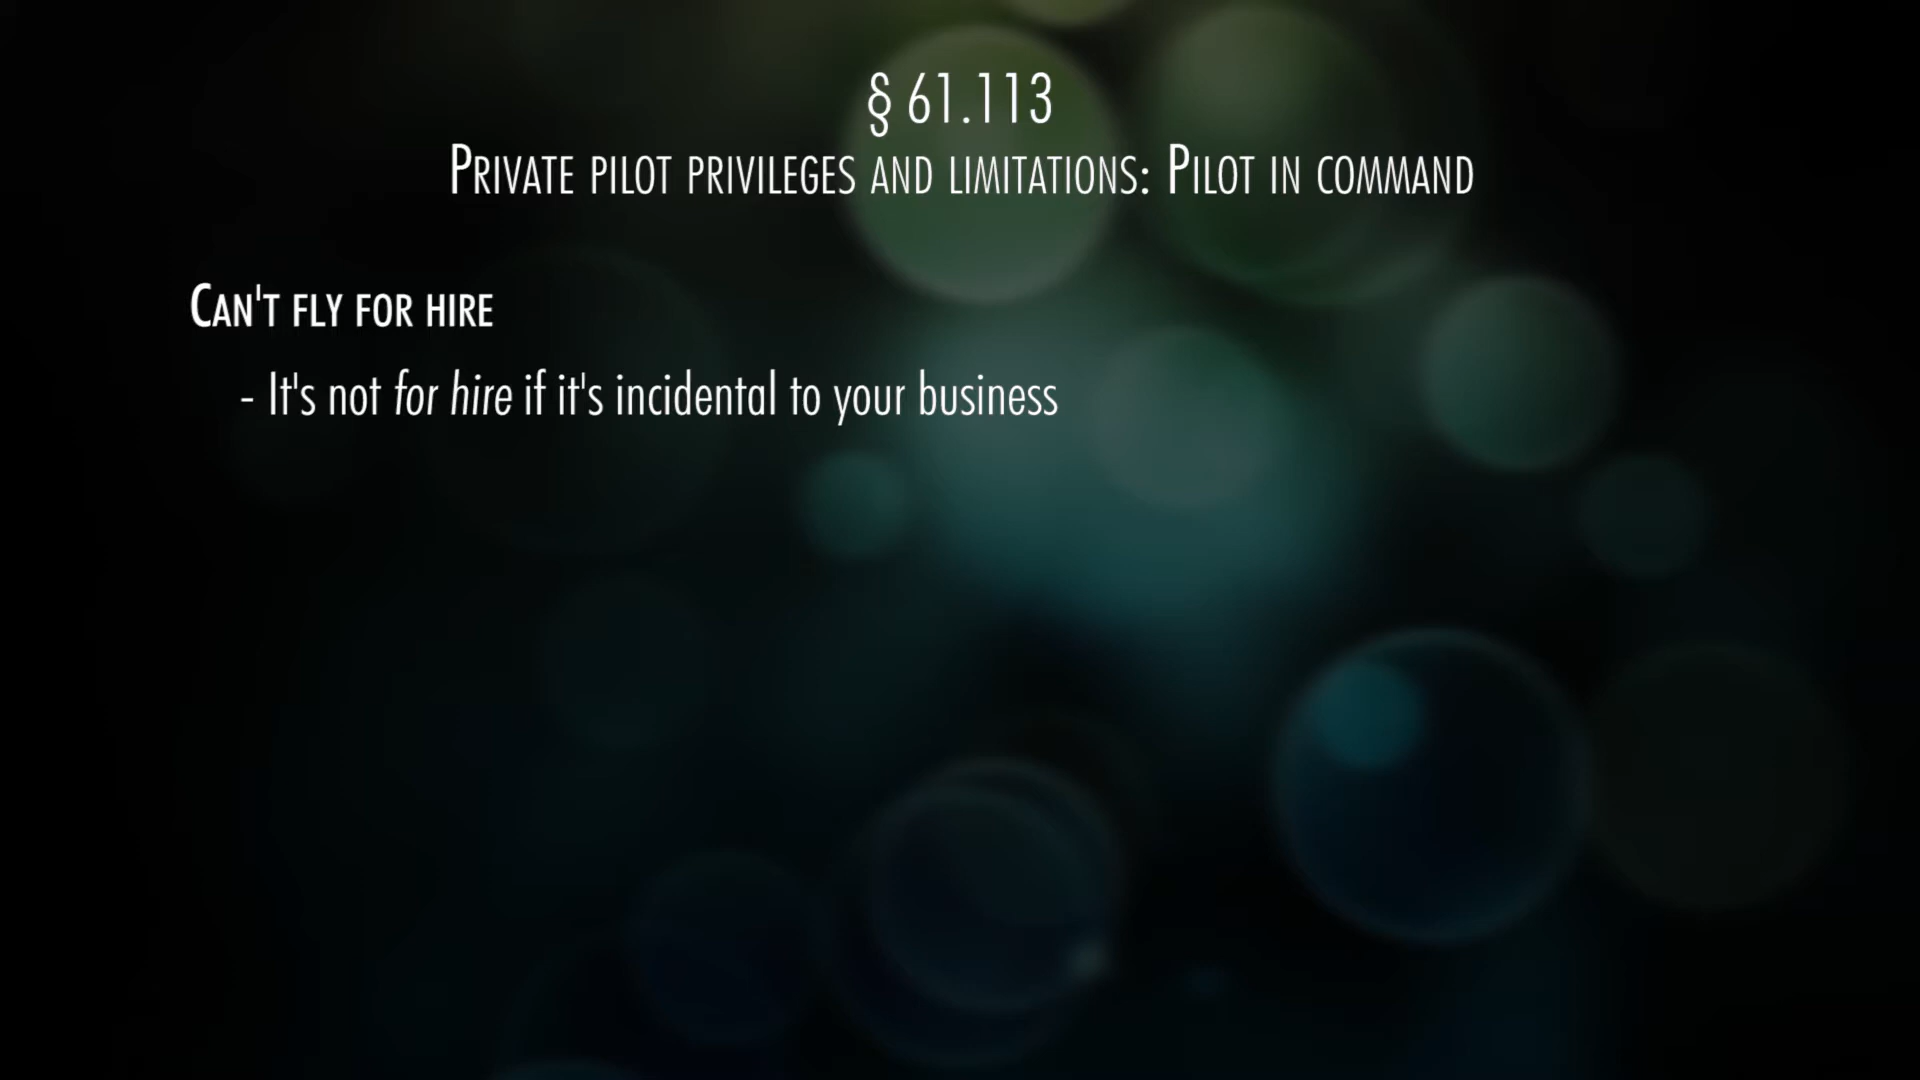 § 61.113
Private pilot privileges and limitations: Pilot in command
Can't fly for hire
- It's not for hire if it's incidental to your business